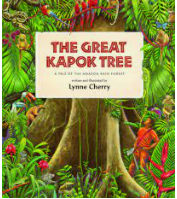 THE GREAT
KAPOK TREE
A TALE OF THE AMAZON RAIN FOREST
written and illustrated by
Lynne Cherry